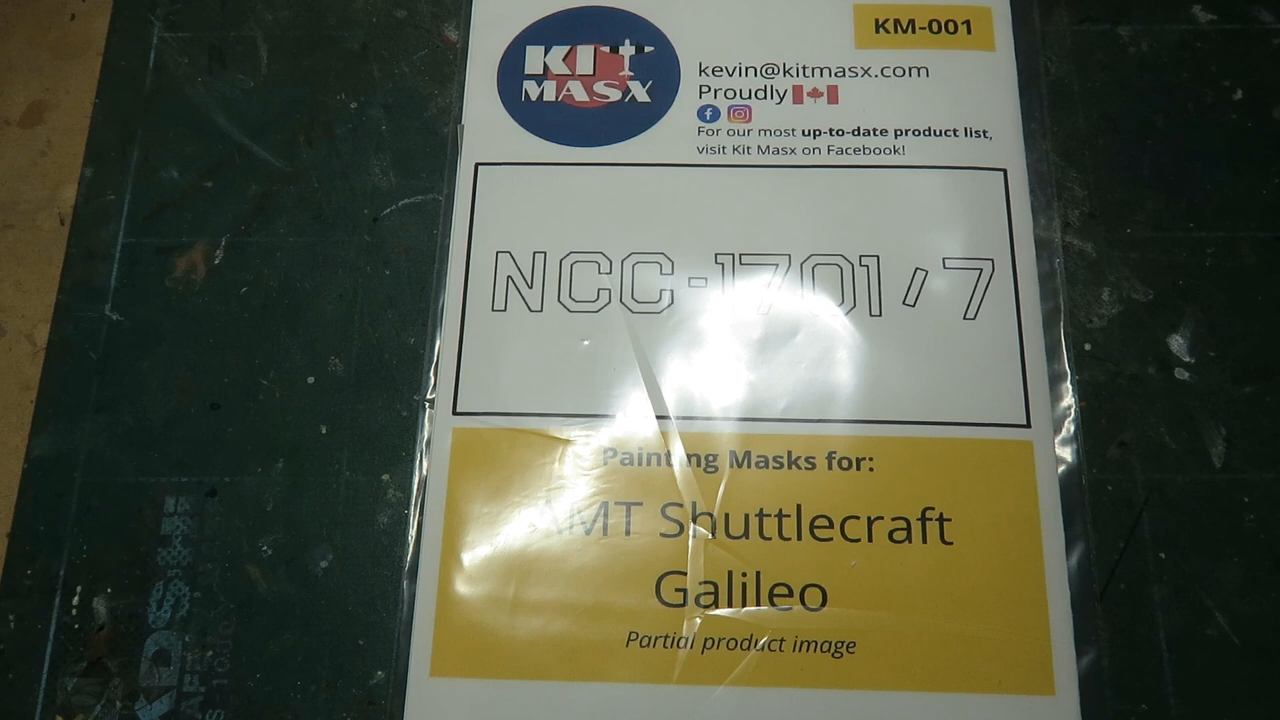 KIT
MASX
KM-001
kevin@kitmasx.com
Proudly
For our most up-to-date product list,
visit Kit Masx on Facebook!
NCC-1701/7
Painting Masks for:
AMT Shuttlecraft
Galileo
Partial product image